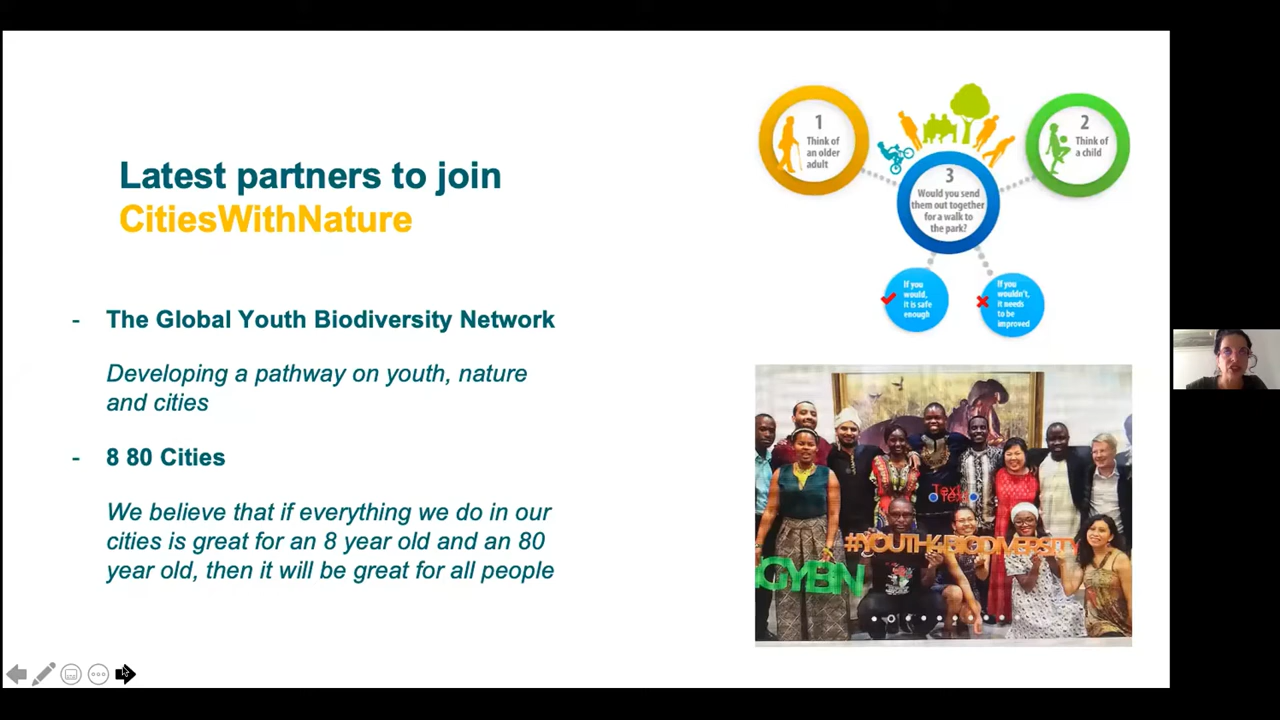 Latest partners to join
CitiesWithNature
- The Global Youth Biodiversity Network
Developing a pathway on youth, nature
and cities
- 8 80 Cities
We believe that if everything we do in our
cities is great for an 8 year old and an 80
year old, then it will be great for all people
1
Think of
an older
adult
2
Think of
a child
3
Would you send
them out together
for a walk to
the park?
If you
would,
it is safe
enough
If you
wouldn't,
it needs
to be
improved
Text
Text
#YOUTH4BIODIVERSITY
GYBN